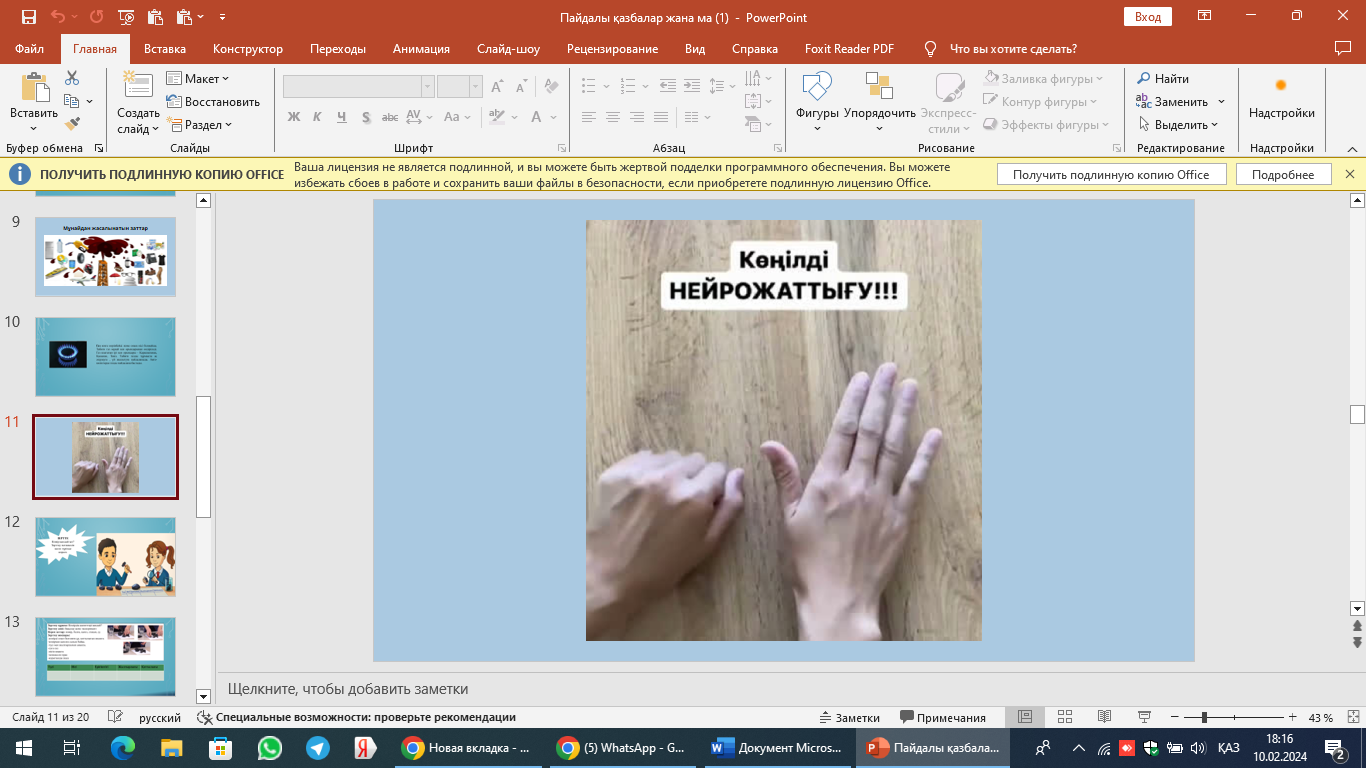 Пайдалы қазбалар жана ма (1) - PowerPoint
Вход
Файл Главная Вставка Конструктор Переходы Анимация Слайд-шоу Рецензирование Вид Справка Foxit Reader PDF Что вы хотите сделать?
Вставить
Буфер обмена
Создать слайд
Макет
Восстановить
Раздел
Слайды
Ж К Ч S abc AV Aa A
Шрифт
Абзац
Фигуры
Упорядочить
Экспресс-стили
Заливка фигуры
Контур фигуры
Эффекты фигуры
Рисование
Найти
Заменить
Выделить
Редактирование
Надстройки
Надстройки
ПОЛУЧИТЬ ПОДЛИННУЮ КОПИЮ OFFICE
Ваша лицензия не является подлинной, и вы можете быть жертвой подделки программного обеспечения. Вы можете
избежать сбоев в работе и сохранить ваши файлы в безопасности, если приобретете подлинную лицензию Office.
Получить подлинную копию Office
Подробнее
9
Мұнайдан жасалынатын заттар
10
11
Көңілді
НЕЙРОЖАТТЫҒУ!!!
12
13
Көңілді
НЕЙРОЖАТТЫҒУ!!!
Щелкните, чтобы добавить заметки
Слайд 11 из 20 русский Специальные возможности: проверьте рекомендации Заметки Примечания 43 %
Новая вкладка - ...
(5) WhatsApp - G...
Документ Micros...
Пайдалы қазбала...
ҚАЗ
18:16
10.02.2024
2